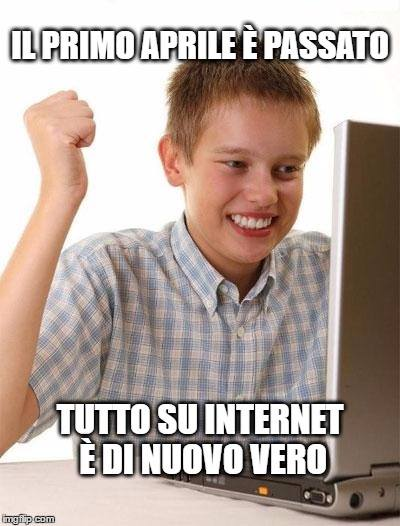 IL PRIMO APRILE È PASSATO
TUTTO SU INTERNET
È DI NUOVO VERO
imgflip.com